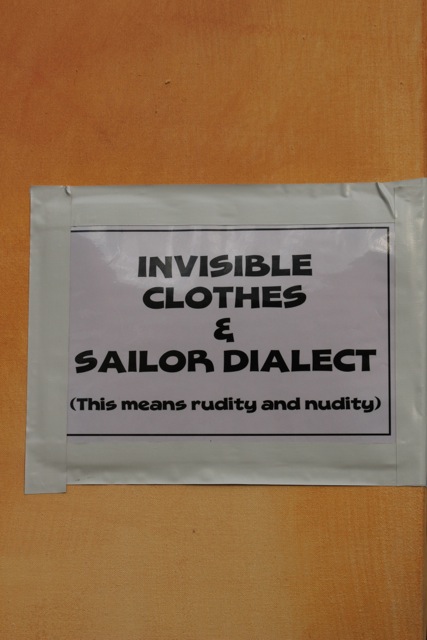 INVISIBLE
CLOTHES
&
SAILOR DIALECT
(This means rudity and nudity)